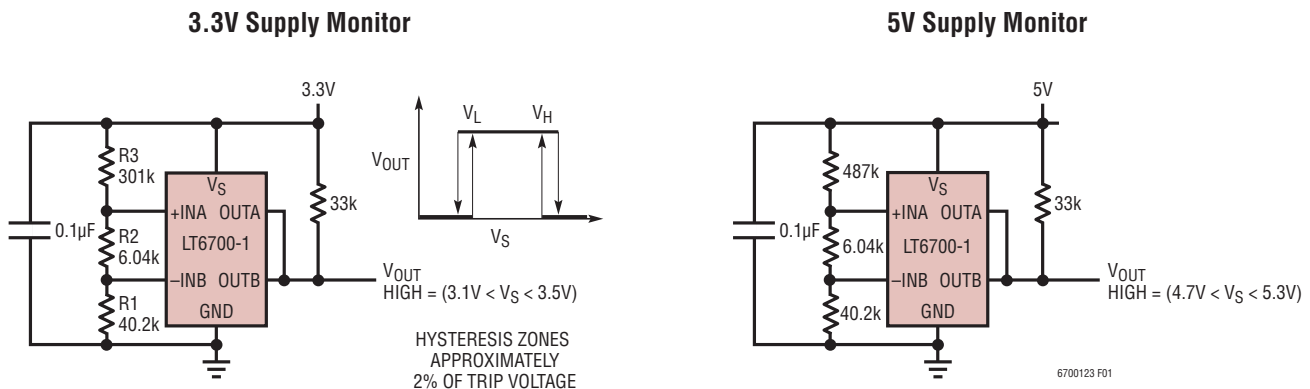 3.3V Supply Monitor
3.3V
R3
301k
VS
+INA OUTA
LT6700-1
R2
6.04k
0.1µF
–INB OUTB
R1
40.2k
GND
33k
VL VH
VOUT
VS
VOUT
HIGH = (3.1V < VS < 3.5V)
HYSTERESIS ZONES
APPROXIMATELY
2% OF TRIP VOLTAGE
5V Supply Monitor
5V
487k
VS
+INA OUTA
LT6700-1
0.1µF
6.04k
–INB OUTB
40.2k
GND
33k
VOUT
HIGH = (4.7V < VS < 5.3V)
6700123 F01